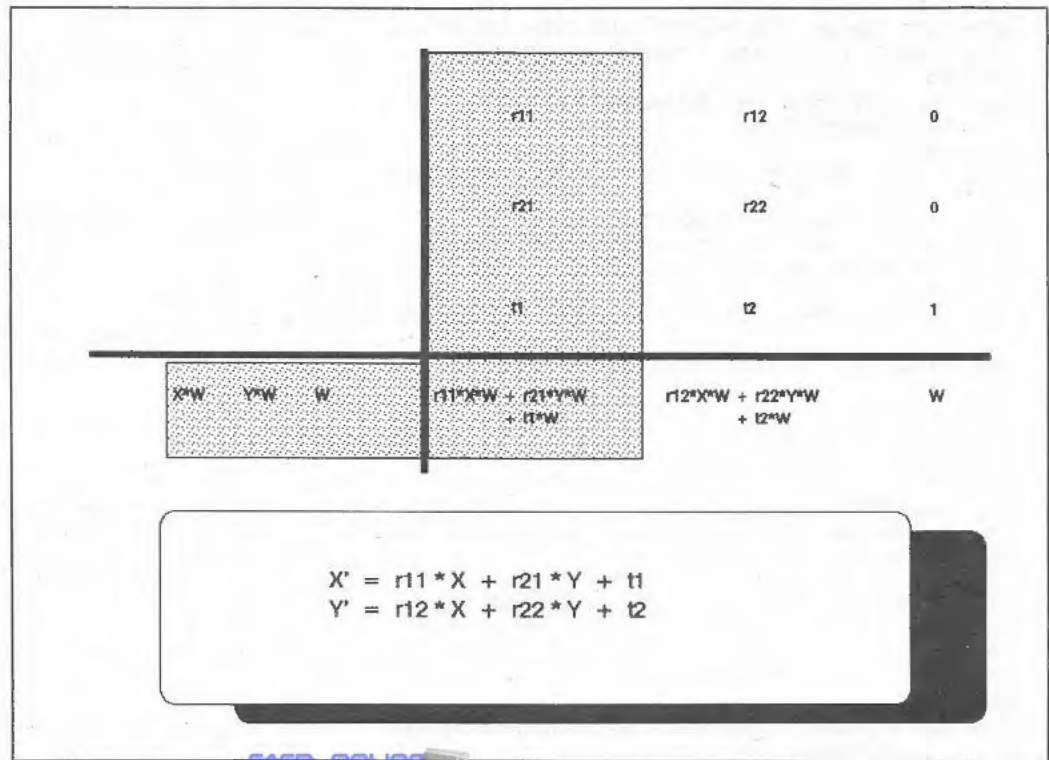 r11 r12 0
r21 r22 0
t1 t2 1
X*W Y*W W r11*X*W + r21*Y*W r12*X*W + r22*Y*W W
+ t1*W + t2*W
X' = r11 * X + r21 * Y + t1
Y' = r12 * X + r22 * Y + t2